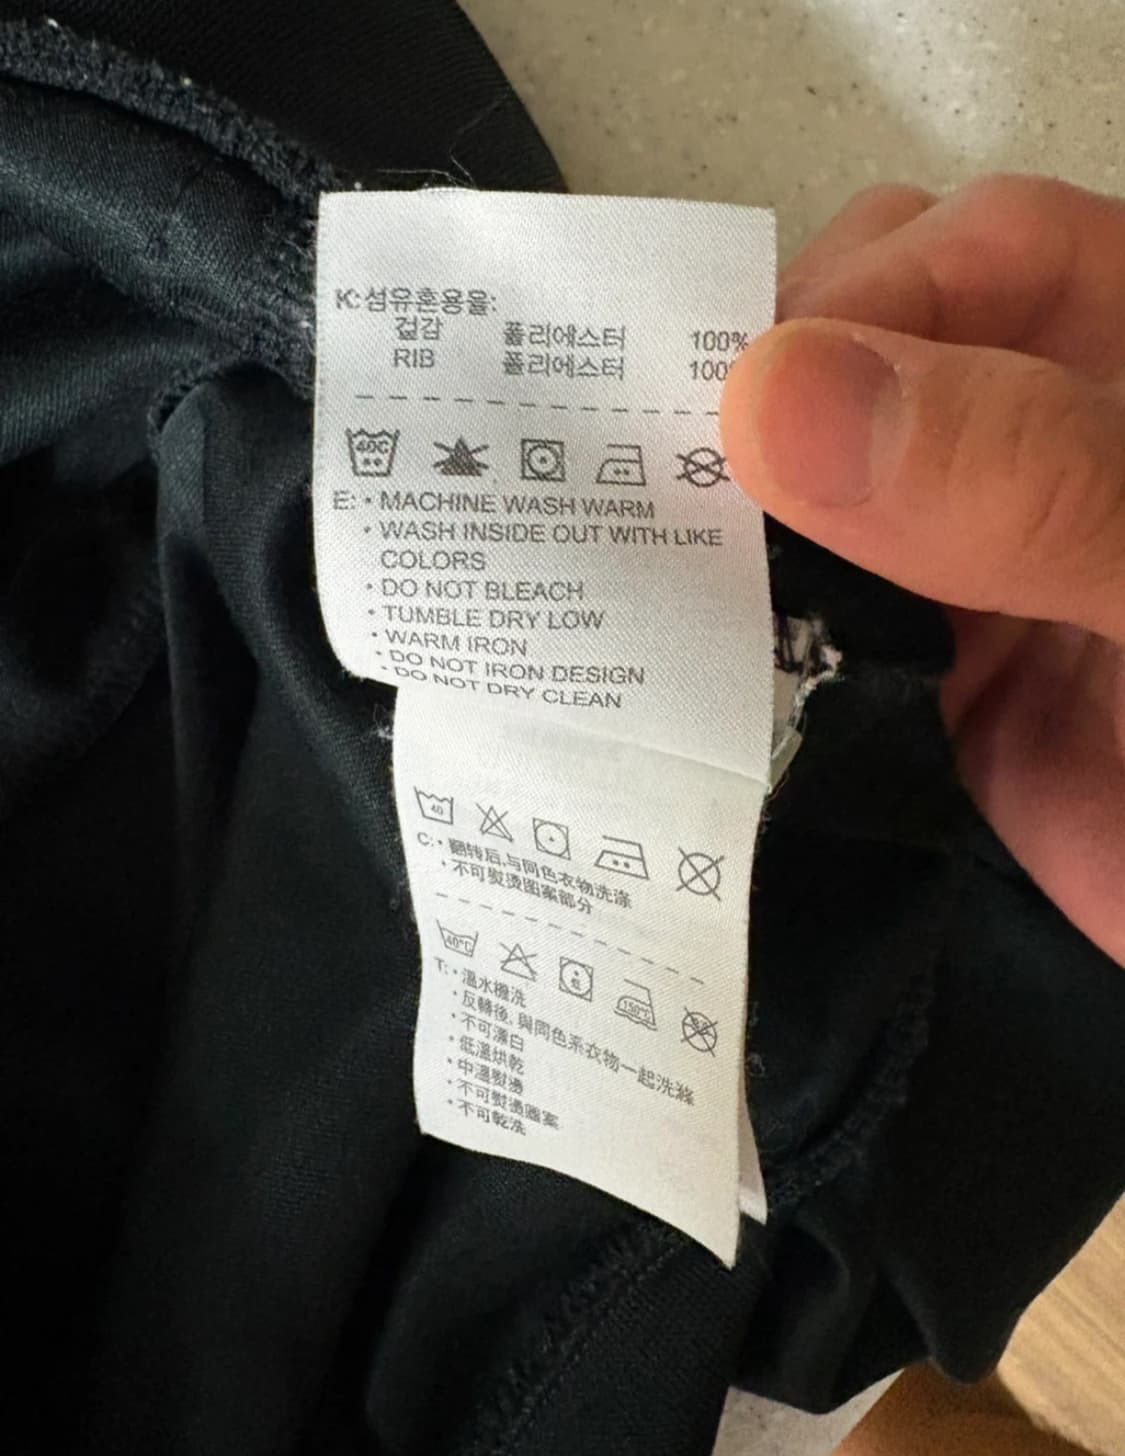 K: 섬유혼용율:
겉감 폴리에스터 100%
RIB 폴리에스터 100
40C
E: • MACHINE WASH WARM
• WASH INSIDE OUT WITH LIKE
COLORS
• DO NOT BLEACH
• TUMBLE DRY LOW
• WARM IRON
• DO NOT IRON DESIGN
• DO NOT DRY CLEAN
40
C: • 翻转后,与同色衣物洗涤
• 不可熨烫图案部分
40°C
T: • 溫水機洗
• 反轉後, 與同色系衣物一起洗滌
• 不可漂白
• 低溫烘乾
• 中溫熨燙
• 不可熨燙圖案
• 不可乾洗